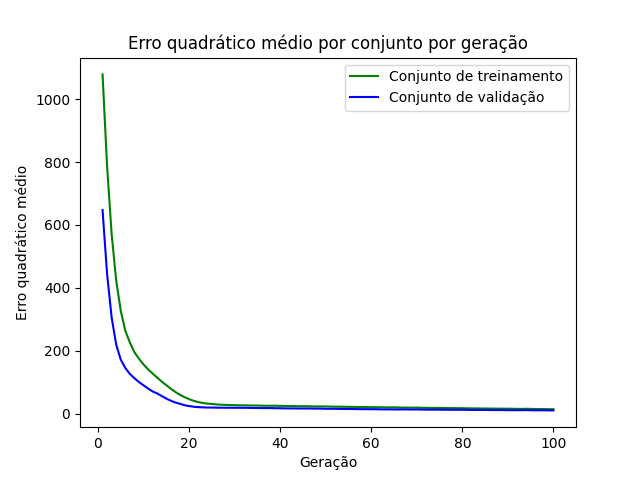 Erro quadrático médio por conjunto por geração
Conjunto de treinamento
Conjunto de validação
Erro quadrático médio
1000
800
600
400
200
0
0 20 40 60 80 100
Geração